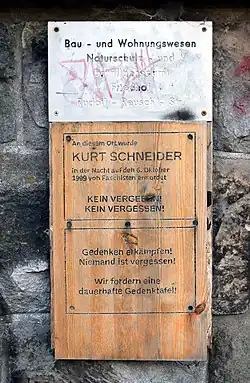 Bau - und Wohnungswesen
Naturschutz - und
An diesem Ort wurde
KURT SCHNEIDER
in der Nacht auf den 6. Oktober
1999 von Faschisten ermordet
KEIN VERGEBEN!
KEIN VERGESSEN!
Gedenken erkämpfen!
Niemand ist vergessen!
Wir fordern eine
dauerhafte Gedenktafel!